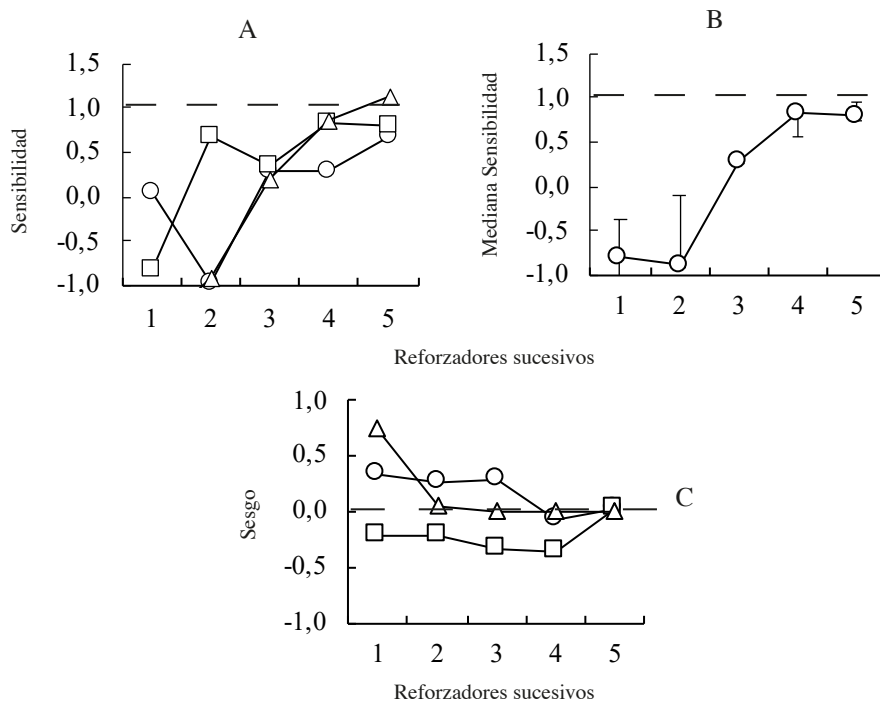 A
1,5
1,0
0,5
0,0
-0,5
-1,0
Sensibilidad
1 2 3 4 5
B
1,5
1,0
0,5
0,0
-0,5
-1,0
Mediana Sensibilidad
1 2 3 4 5
Reforzadores sucesivos
1,0
0,5
0,0
-0,5
-1,0
Sesgo
C
1 2 3 4 5
Reforzadores sucesivos